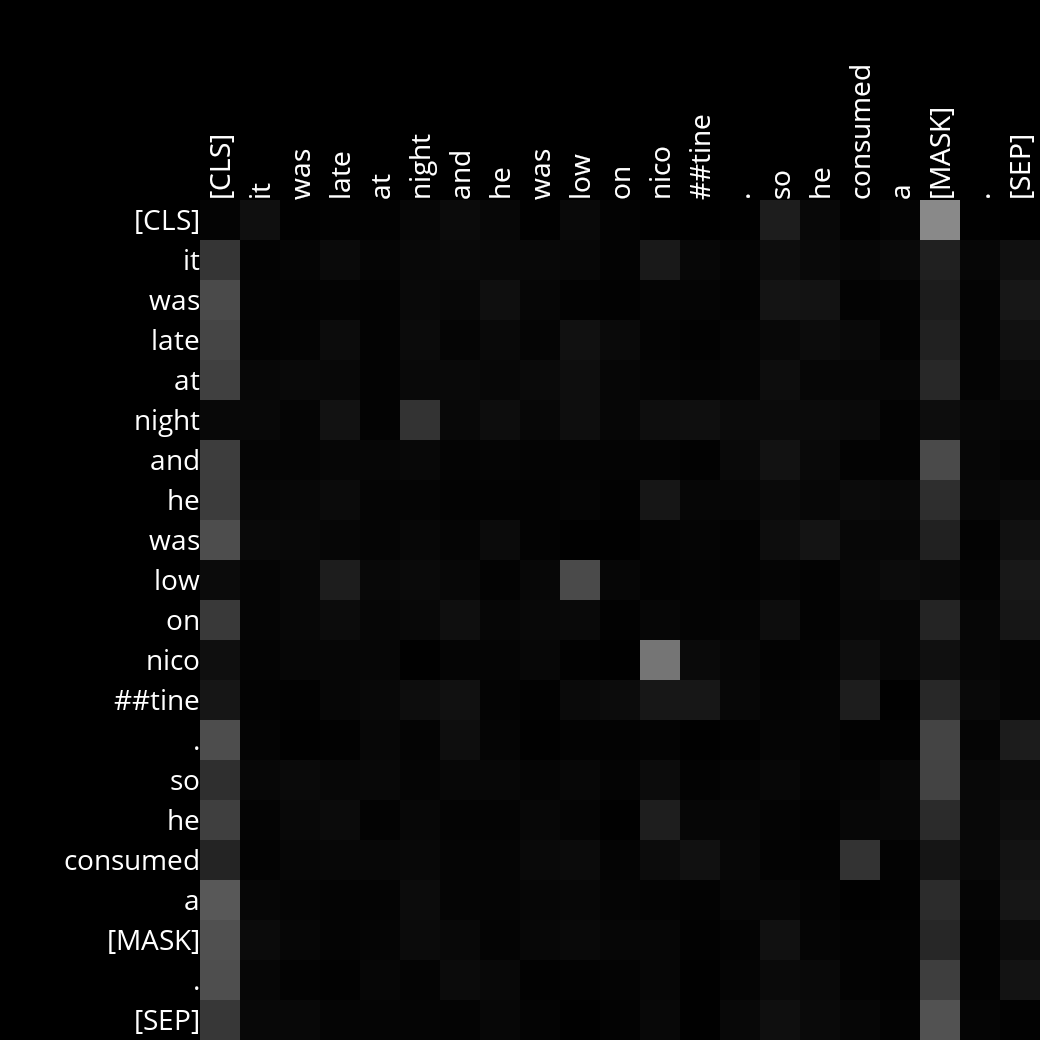 [CLS] it was late at night and he was low on nico ##tine . so he consumed a [MASK] . [SEP]
[CLS]
it
was
late
at
night
and
he
was
low
on
nico
##tine
.
so
he
consumed
a
[MASK]
.
[SEP]